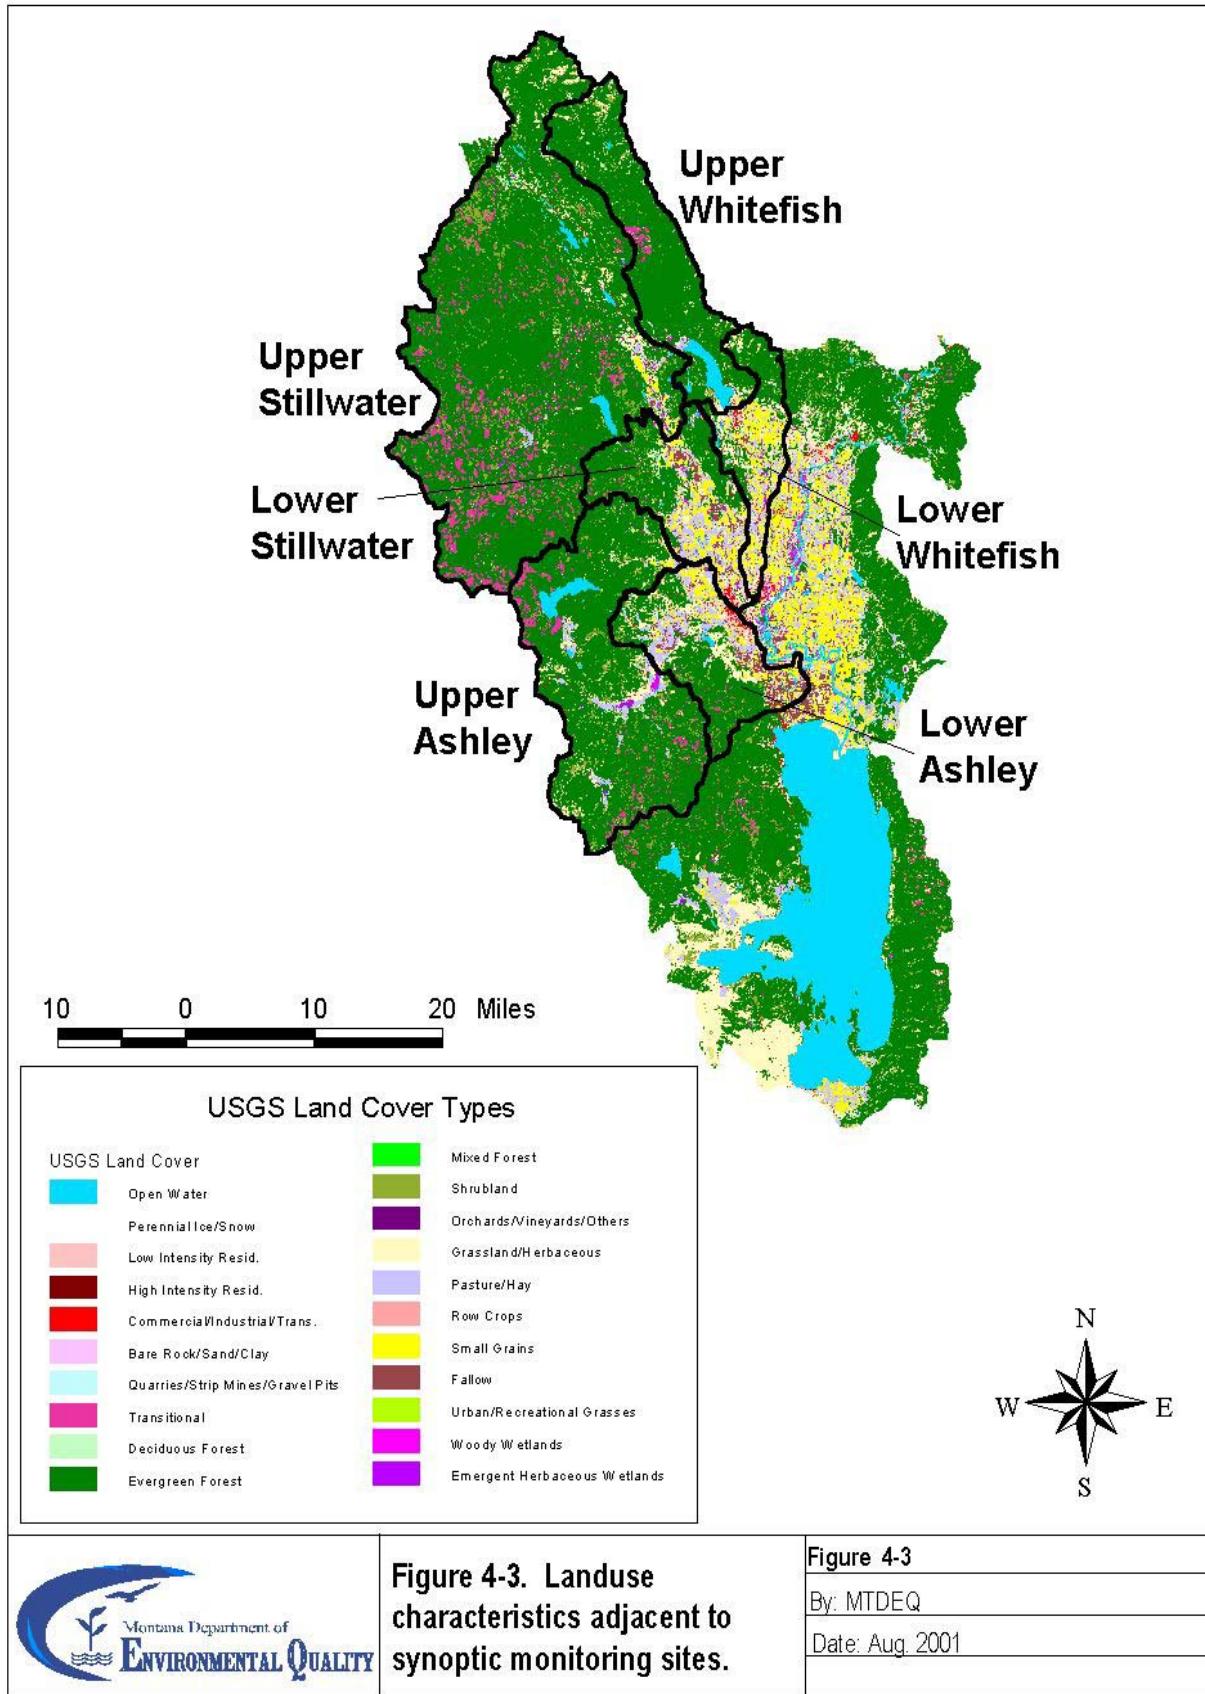 Upper
Whitefish
Upper
Stillwater
Lower
Stillwater
Lower
Whitefish
Upper
Ashley
Lower
Ashley
10 0 10 20 Miles
USGS Land Cover Types
USGS Land Cover
Open Water
Perennial Ice/Snow
Low Intensity Resid.
High Intensity Resid.
Commercial/Industrial/Trans.
Bare Rock/Sand/Clay
Quarries/Strip Mines/Gravel Pits
Transitional
Deciduous Forest
Evergreen Forest
Mixed Forest
Shrubland
Orchards/Vineyards/Others
Grassland/Herbaceous
Pasture/Hay
Row Crops
Small Grains
Fallow
Urban/Recreational Grasses
Woody Wetlands
Emergent Herbaceous Wetlands
N
W E
S
Montana Department of
ENVIRONMENTAL QUALITY
Figure 4-3. Landuse
characteristics adjacent to
synoptic monitoring sites.
Figure 4-3
By: MTDEQ
Date: Aug. 2001